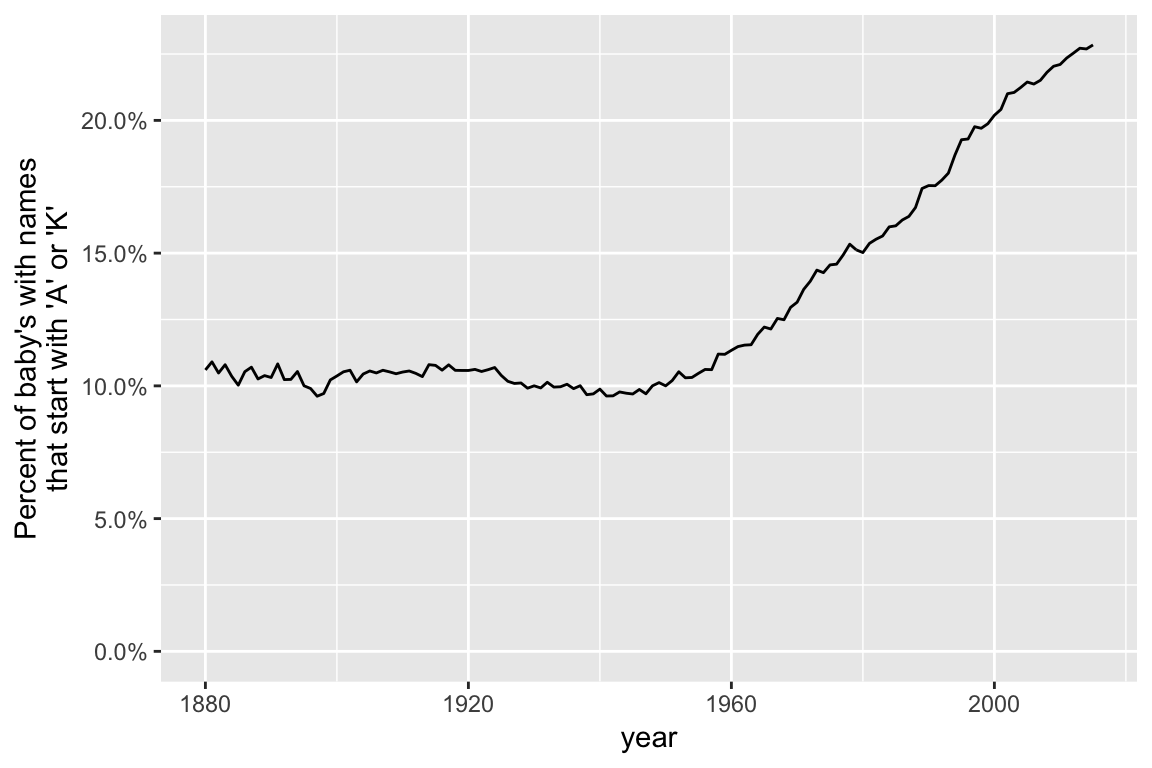 Percent of baby's with names
that start with 'A' or 'K'
20.0%
15.0%
10.0%
5.0%
0.0%
1880 1920 1960 2000
year